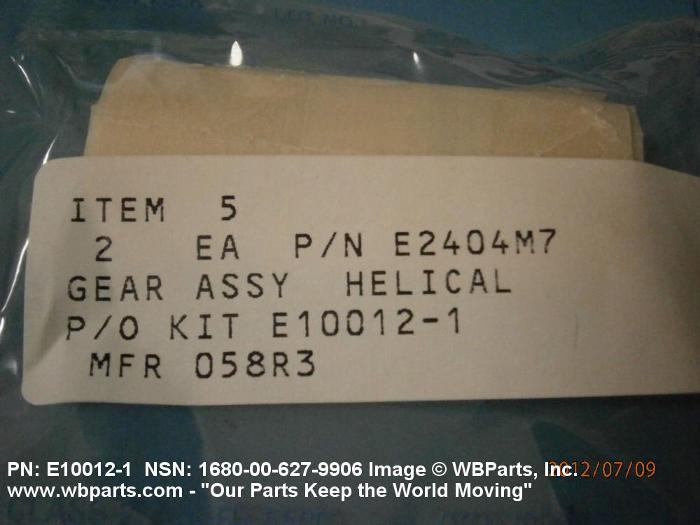 ITEM 5
2 EA P/N E2404M7
GEAR ASSY HELICAL
P/O KIT E10012-1
MFR 058R3
PN: E10012-1 NSN: 1680-00-627-9906 Image © WBParts, Inc.
2012/07/09
www.wbparts.com - "Our Parts Keep the World Moving"